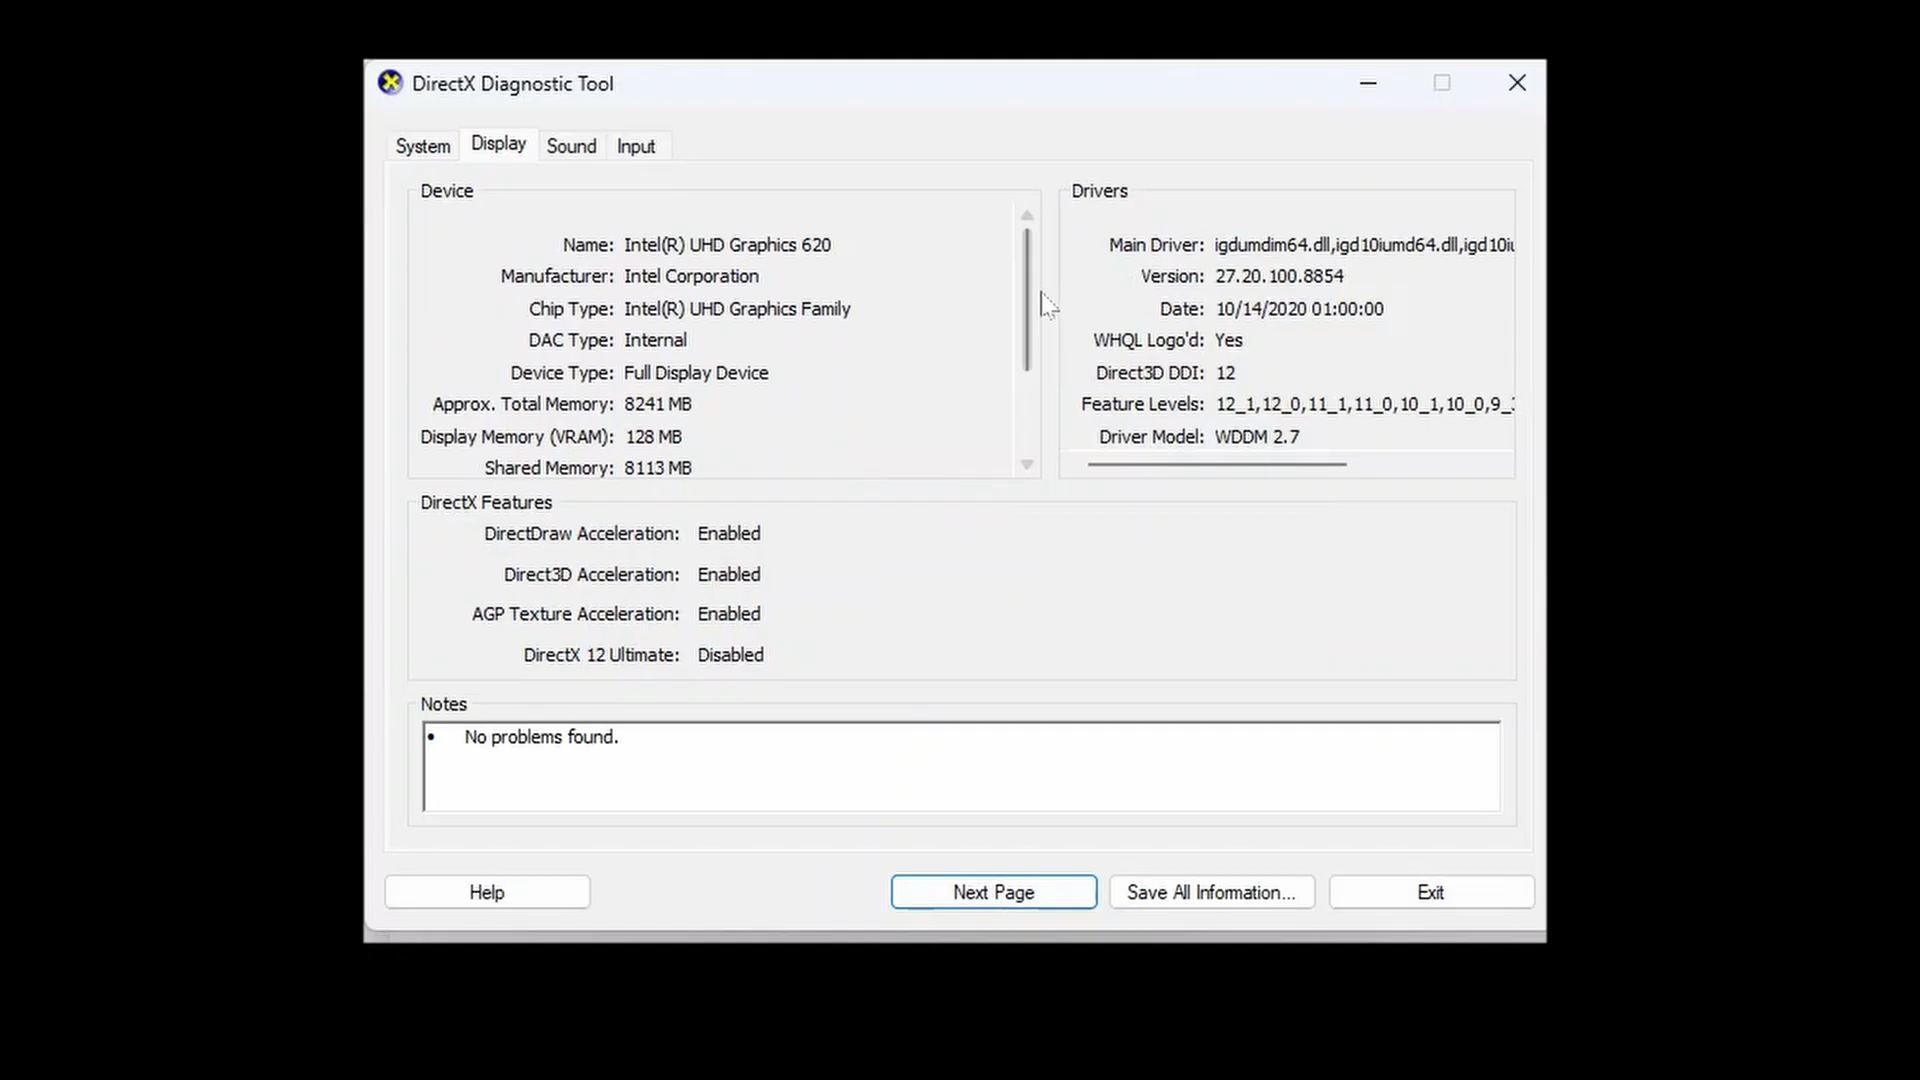 DirectX Diagnostic Tool
System Display Sound Input
Device
Name: Intel(R) UHD Graphics 620
Manufacturer: Intel Corporation
Chip Type: Intel(R) UHD Graphics Family
DAC Type: Internal
Device Type: Full Display Device
Approx. Total Memory: 8241 MB
Display Memory (VRAM): 128 MB
Shared Memory: 8113 MB
Drivers
Main Driver: igdumdim64.dll,igd10iumd64.dll,igd10iu
Version: 27.20.100.8854
Date: 10/14/2020 01:00:00
WHQL Logo'd: Yes
Direct3D DDI: 12
Feature Levels: 12_1,12_0,11_1,11_0,10_1,10_0,9_3
Driver Model: WDDM 2.7
DirectX Features
DirectDraw Acceleration: Enabled
Direct3D Acceleration: Enabled
AGP Texture Acceleration: Enabled
DirectX 12 Ultimate: Disabled
Notes
• No problems found.
Help Next Page Save All Information... Exit